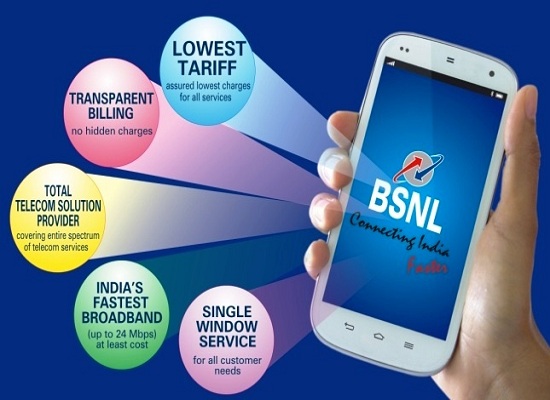 LOWEST
TARIFF
assured lowest charges
for all services
TRANSPARENT
BILLING
no hidden charges
TOTAL
TELECOM SOLUTION
PROVIDER
covering entire spectrum
of telecom services
INDIA'S
FASTEST
BROADBAND
(up to 24 Mbps)
at least cost
SINGLE
WINDOW
SERVICE
for all customer
needs
BSNL
Connecting India
Faster